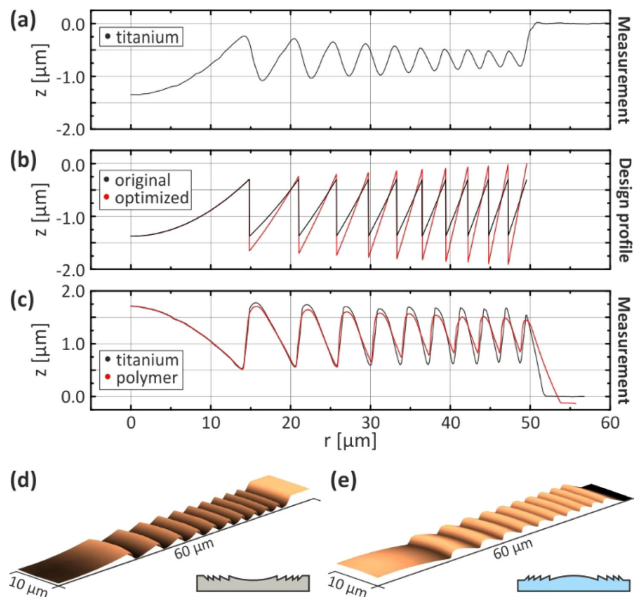 (a)
0.0
-1.0
-2.0
z [μm]
titanium
Measurement
(b)
0.0
-1.0
-2.0
z [μm]
original
optimized
Design profile
(c)
2.0
1.0
0.0
z [μm]
titanium
polymer
Measurement
0 10 20 30 40 50 60
r [μm]
(d)
10 μm
60 μm
(e)
10 μm
60 μm